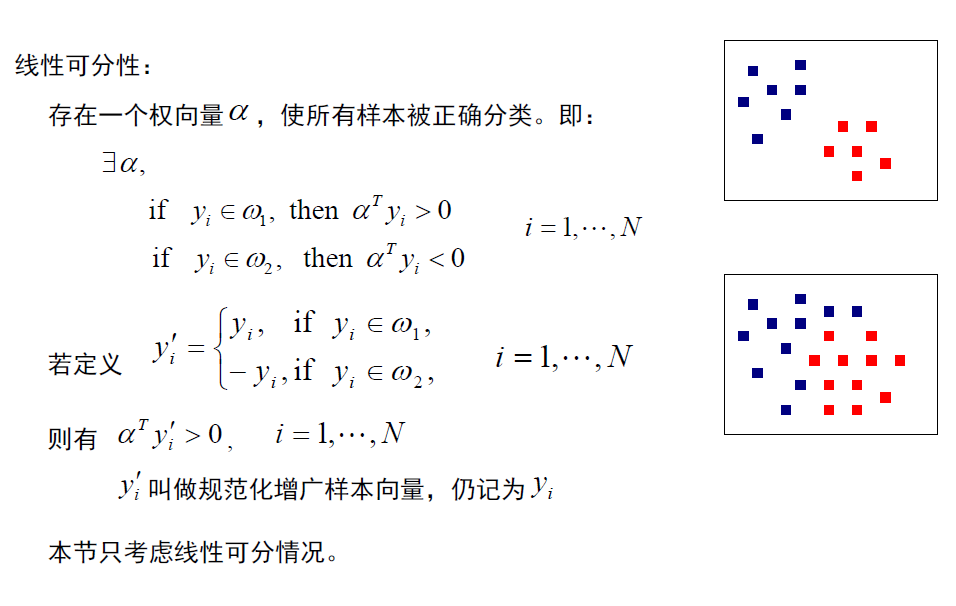 线性可分性：
存在一个权向量 α ，使所有样本被正确分类。即：
∃α,
if yᵢ ∈ ω₁, then αᵀyᵢ > 0
i = 1,⋯,N
if yᵢ ∈ ω₂, then αᵀyᵢ < 0
若定义 yᵢ′ = { yᵢ, if yᵢ ∈ ω₁,
− yᵢ, if yᵢ ∈ ω₂,
i = 1,⋯,N
则有 αᵀyᵢ′ > 0 , i = 1,⋯,N
yᵢ′ 叫做规范化增广样本向量，仍记为 yᵢ
本节只考虑线性可分情况。